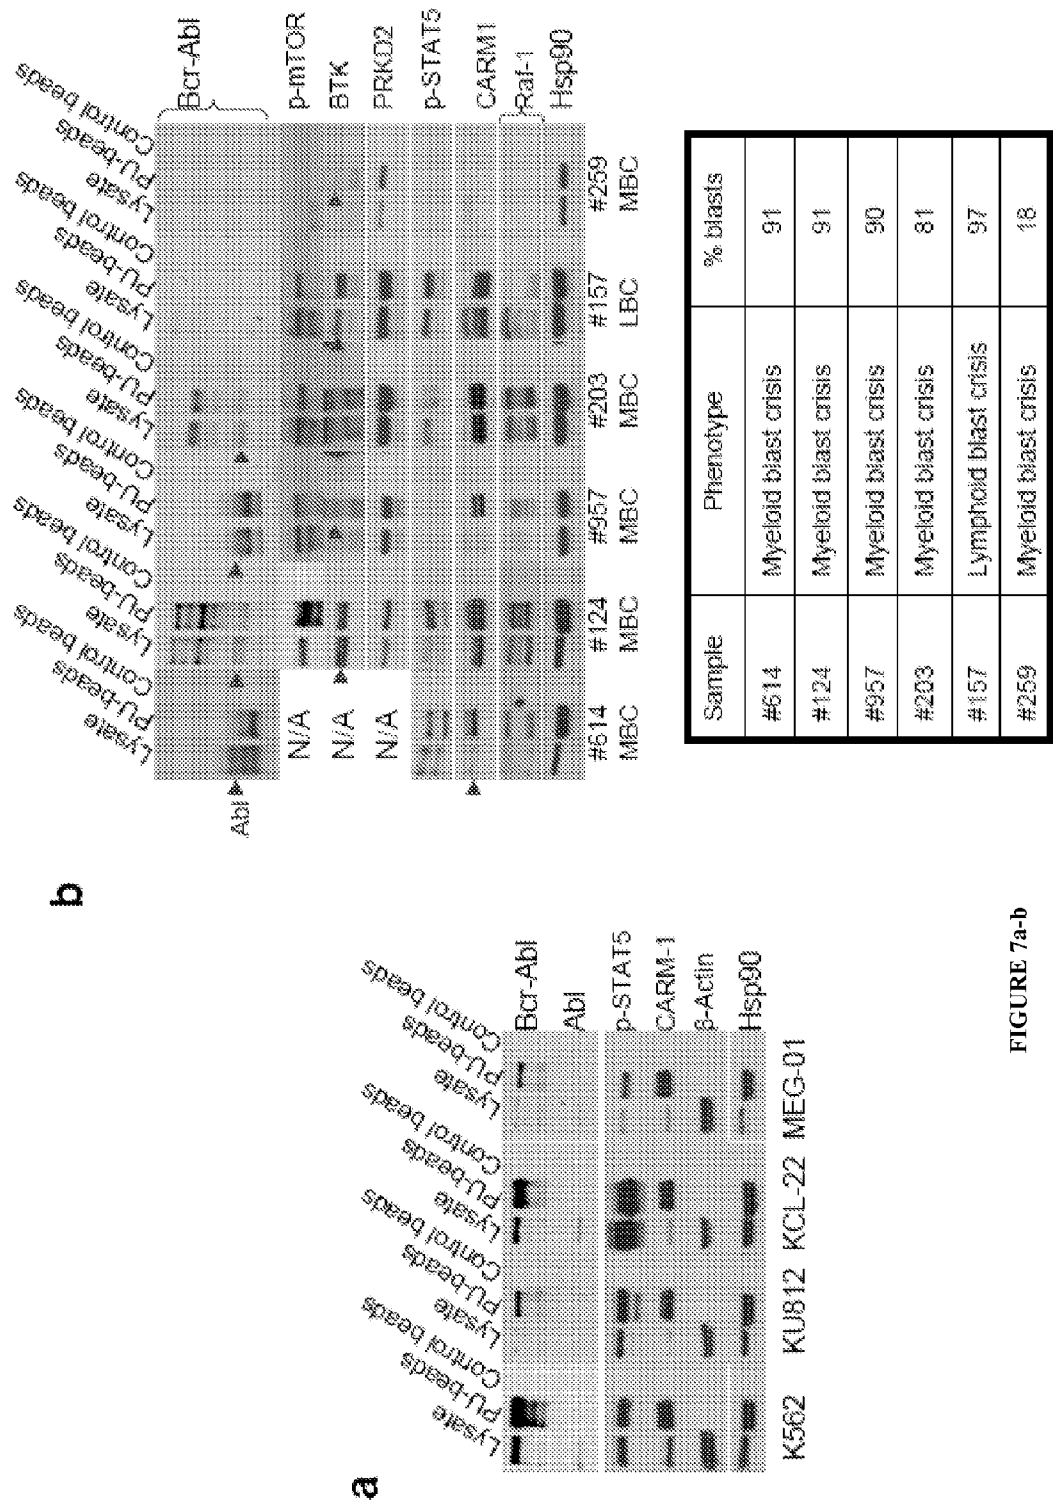 a
Lysate
PU-beads
Control beads
Lysate
PU-beads
Control beads
Lysate
PU-beads
Control beads
Lysate
PU-beads
Control beads
Bcr-Abl
Abl
p-STAT5
CARM-1
β-Actin
Hsp90
K562 KU812 KCL-22 MEG-01
b
Lysate
PU-beads
Control beads
Lysate
PU-beads
Control beads
Lysate
PU-beads
Control beads
Lysate
PU-beads
Control beads
Lysate
PU-beads
Control beads
Lysate
PU-beads
Control beads
Abl
Bcr-Abl
N/A p-mTOR
N/A BTK
N/A PRKD2
p-STAT5
CARM1
Raf-1
Hsp90
#614 #124 #957 #203 #157 #259
MBC MBC MBC MBC LBC MBC
Sample Phenotype % blasts
#614 Myeloid blast crisis 91
#124 Myeloid blast crisis 91
#957 Myeloid blast crisis 90
#203 Myeloid blast crisis 81
#157 Lymphoid blast crisis 97
#259 Myeloid blast crisis 18
FIGURE 7a-b